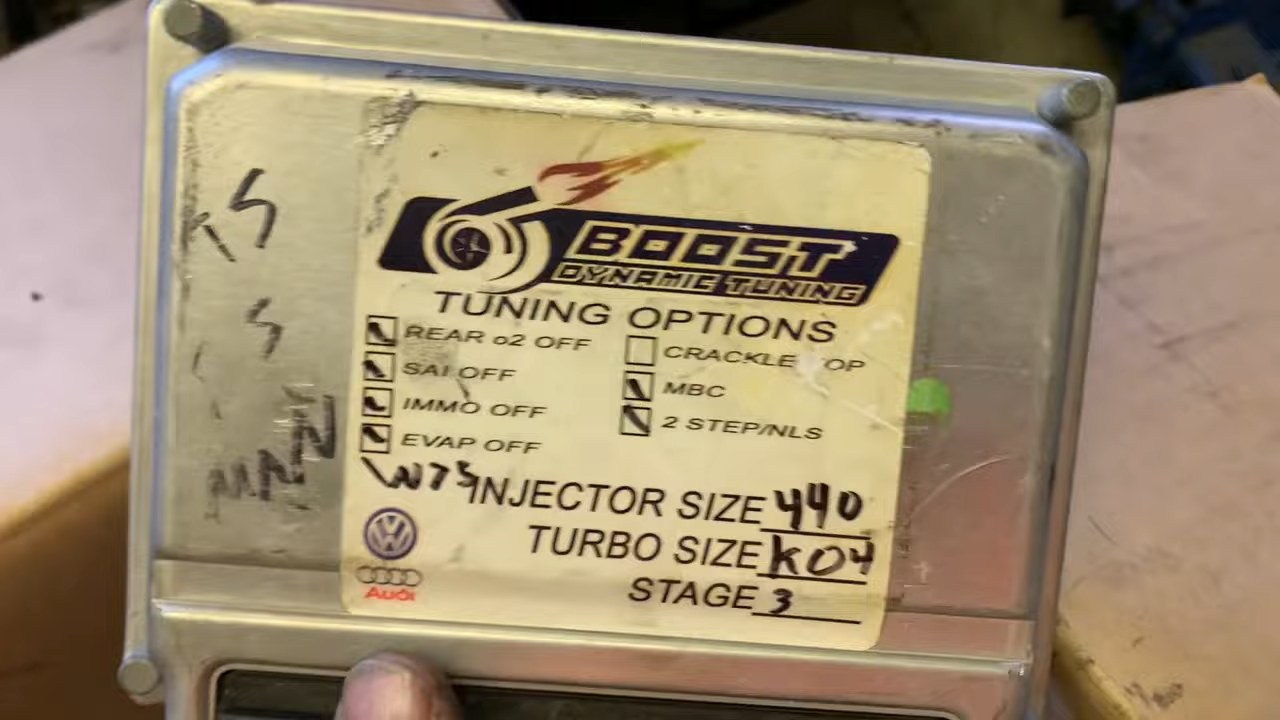 BOOST
DYNAMIC TUNING
TUNING OPTIONS
REAR o2 OFF
SAI OFF
IMMO OFF
EVAP OFF
CRACKLE
MBC
2 STEP/NLS
INJECTOR SIZE 440
TURBO SIZE K04
STAGE 3
Audi